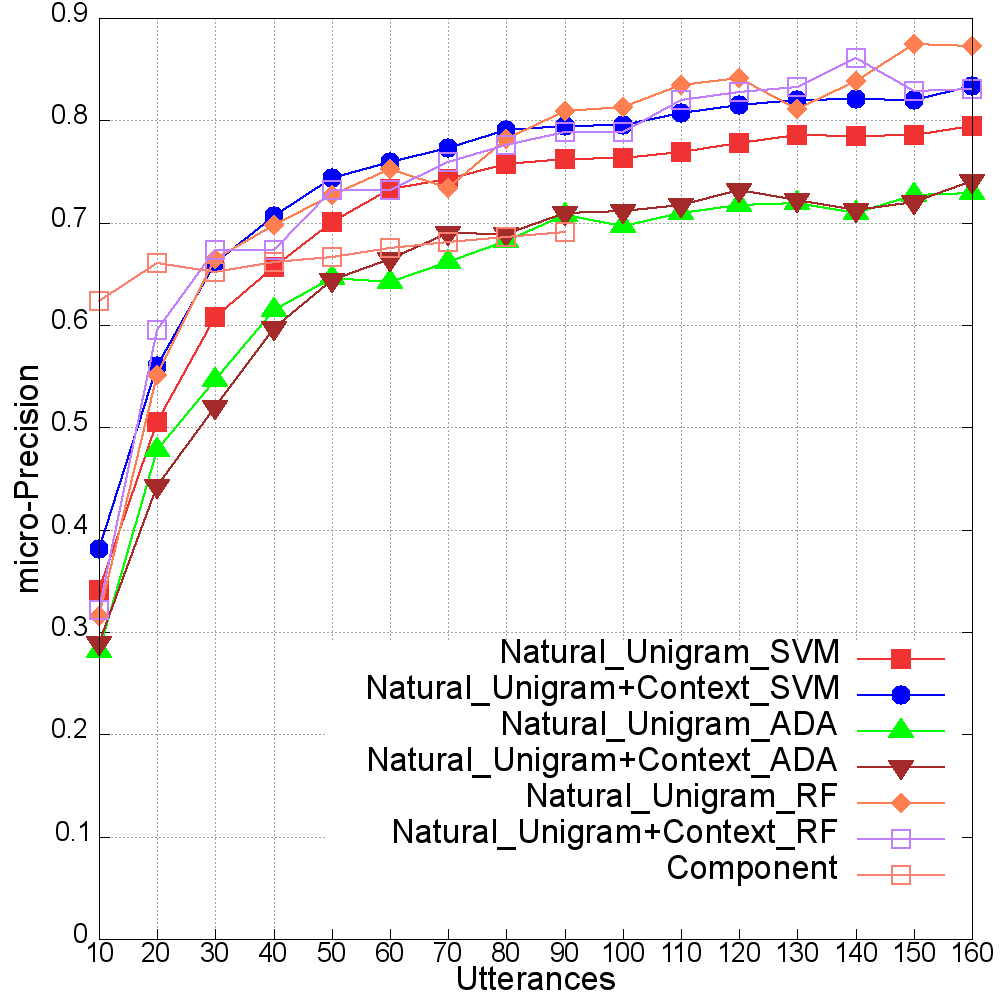 0.9
0.8
0.7
0.6
0.5
0.4
0.3
0.2
0.1
0
micro-Precision
Natural_Unigram_SVM
Natural_Unigram+Context_SVM
Natural_Unigram_ADA
Natural_Unigram+Context_ADA
Natural_Unigram_RF
Natural_Unigram+Context_RF
Component
10 20 30 40 50 60 70 80 90 100 110 120 130 140 150 160
Utterances